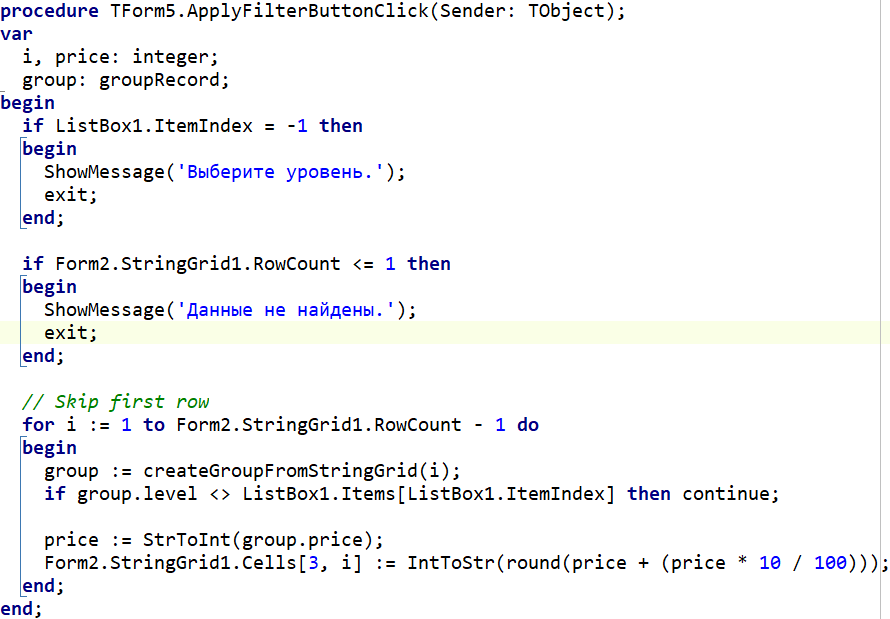 procedure TForm5.ApplyFilterButtonClick(Sender: TObject);
var
  i, price: integer;
  group: groupRecord;
begin
  if ListBox1.ItemIndex = -1 then
  begin
    ShowMessage('Выберите уровень.');
    exit;
  end;

  if Form2.StringGrid1.RowCount <= 1 then
  begin
    ShowMessage('Данные не найдены.');
    exit;
  end;

  // Skip first row
  for i := 1 to Form2.StringGrid1.RowCount - 1 do
  begin
    group := createGroupFromStringGrid(i);
    if group.level <> ListBox1.Items[ListBox1.ItemIndex] then continue;

    price := StrToInt(group.price);
    Form2.StringGrid1.Cells[3, i] := IntToStr(round(price + (price * 10 / 100)));
  end;
end;